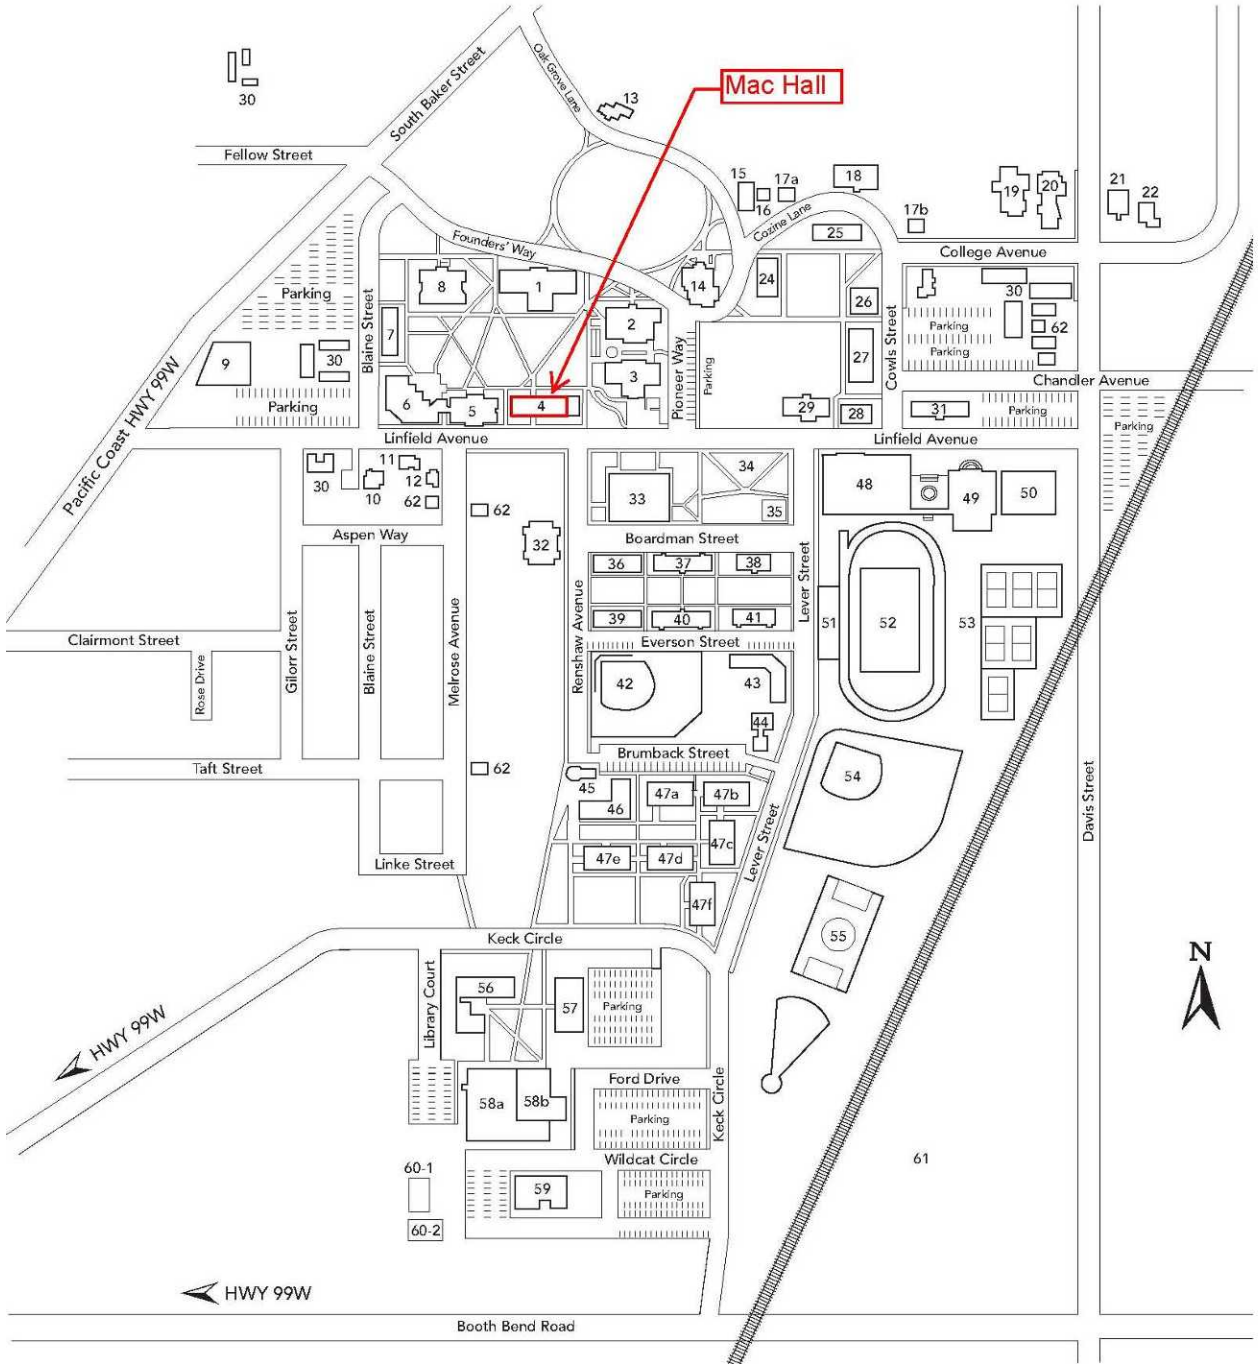 Mac Hall
30
South Baker Street
Oak Grove Lane
13
Fellow Street
15
16
17a
18
19
20
21
22
17b
Cozine Lane
25
College Avenue
Founders' Way
Parking
8
1
14
24
26
30
62
Parking
Parking
Blaine Street
7
2
Pioneer Way
Parking
27
Cowls Street
9
30
3
Chandler Avenue
Pacific Coast HWY 99W
Parking
6
5
4
29
28
31
Parking
Parking
Linfield Avenue
Linfield Avenue
30
11
10
12
62
62
34
33
35
48
49
50
Aspen Way
32
Boardman Street
36
37
38
Lever Street
39
40
41
51
52
53
Clairmont Street
Rose Drive
Gilorr Street
Blaine Street
Melrose Avenue
Renshaw Avenue
Everson Street
42
43
44
Brumback Street
Taft Street
62
45
46
47a
47b
54
Davis Street
47c
Lever Street
Linke Street
47e
47d
47f
55
Keck Circle
N
56
57
Parking
Library Court
HWY 99W
Ford Drive
58a
58b
Parking
Keck Circle
Wildcat Circle
61
60-1
59
Parking
60-2
HWY 99W
Booth Bend Road